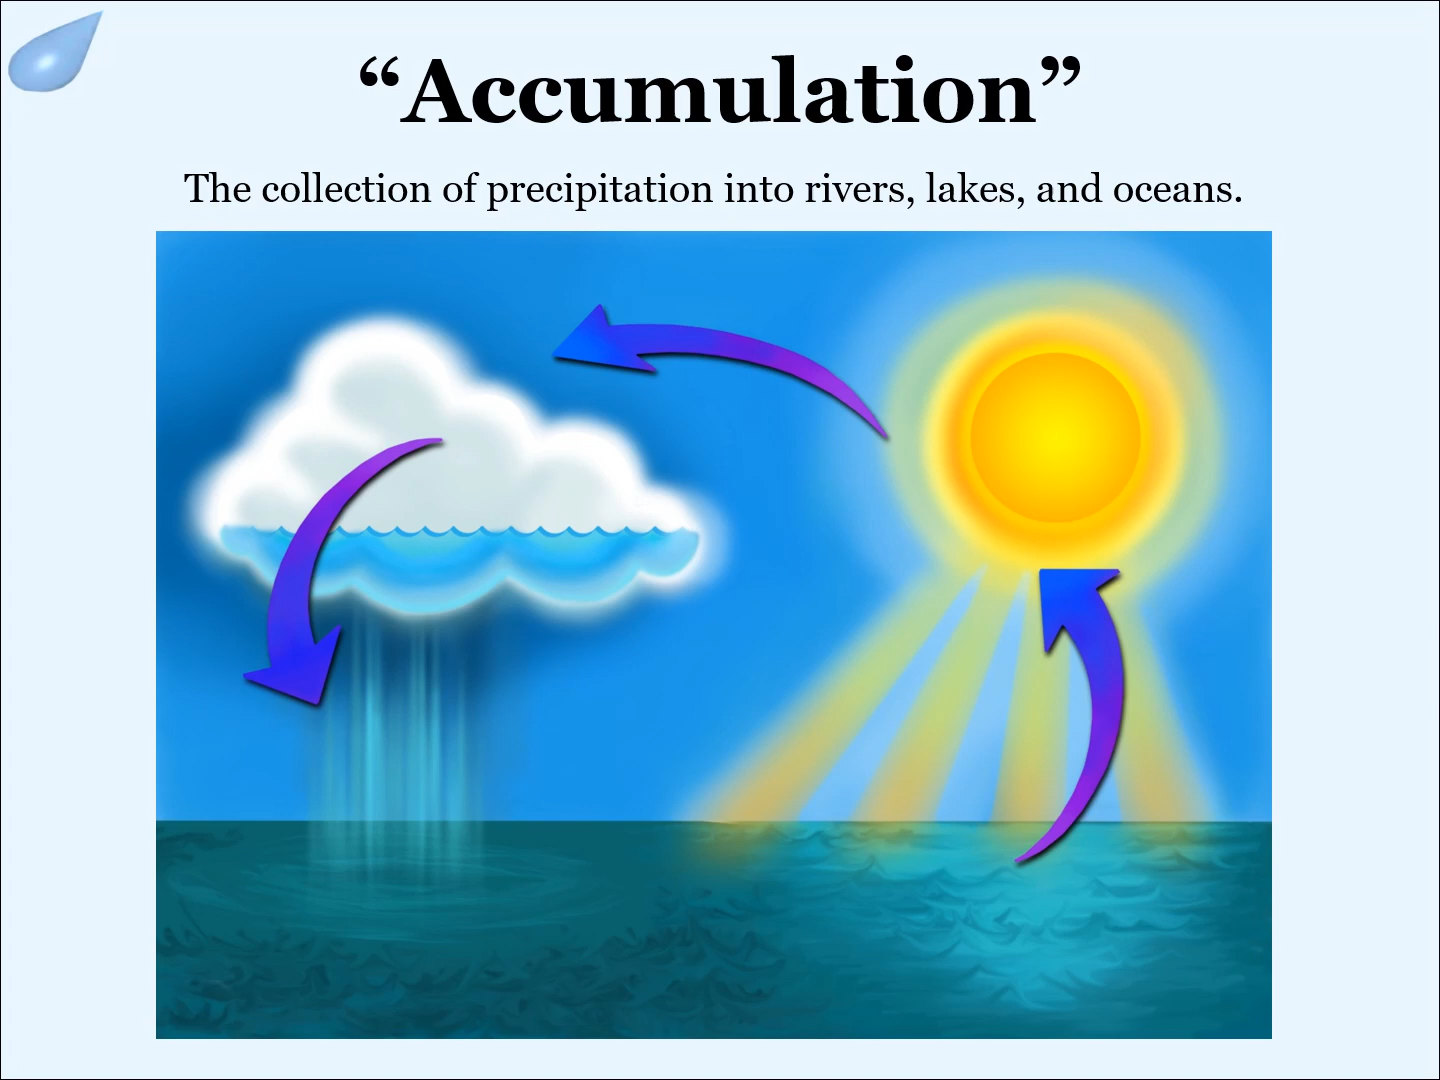 “Accumulation”
The collection of precipitation into rivers, lakes, and oceans.